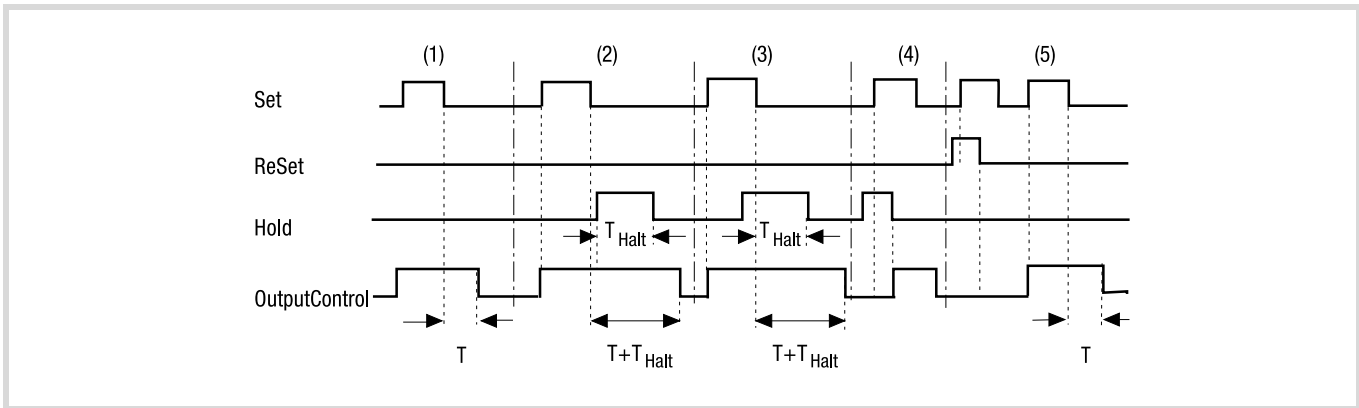 (1) (2) (3) (4) (5)
Set
ReSet
Hold
T Halt T Halt
OutputControl
T T+T Halt T+T Halt T